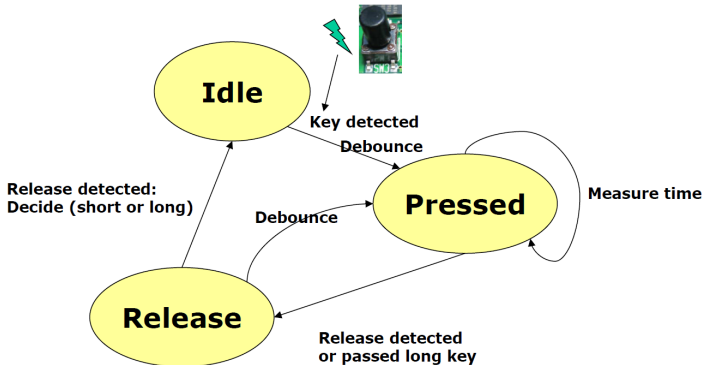 Idle
Key detected
Debounce
Release detected:
Decide (short or long)
Debounce
Pressed
Measure time
Release
Release detected
or passed long key